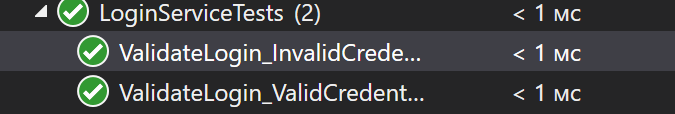 LoginServiceTests (2) < 1 мс
ValidateLogin_InvalidCrede... < 1 мс
ValidateLogin_ValidCredent... < 1 мс